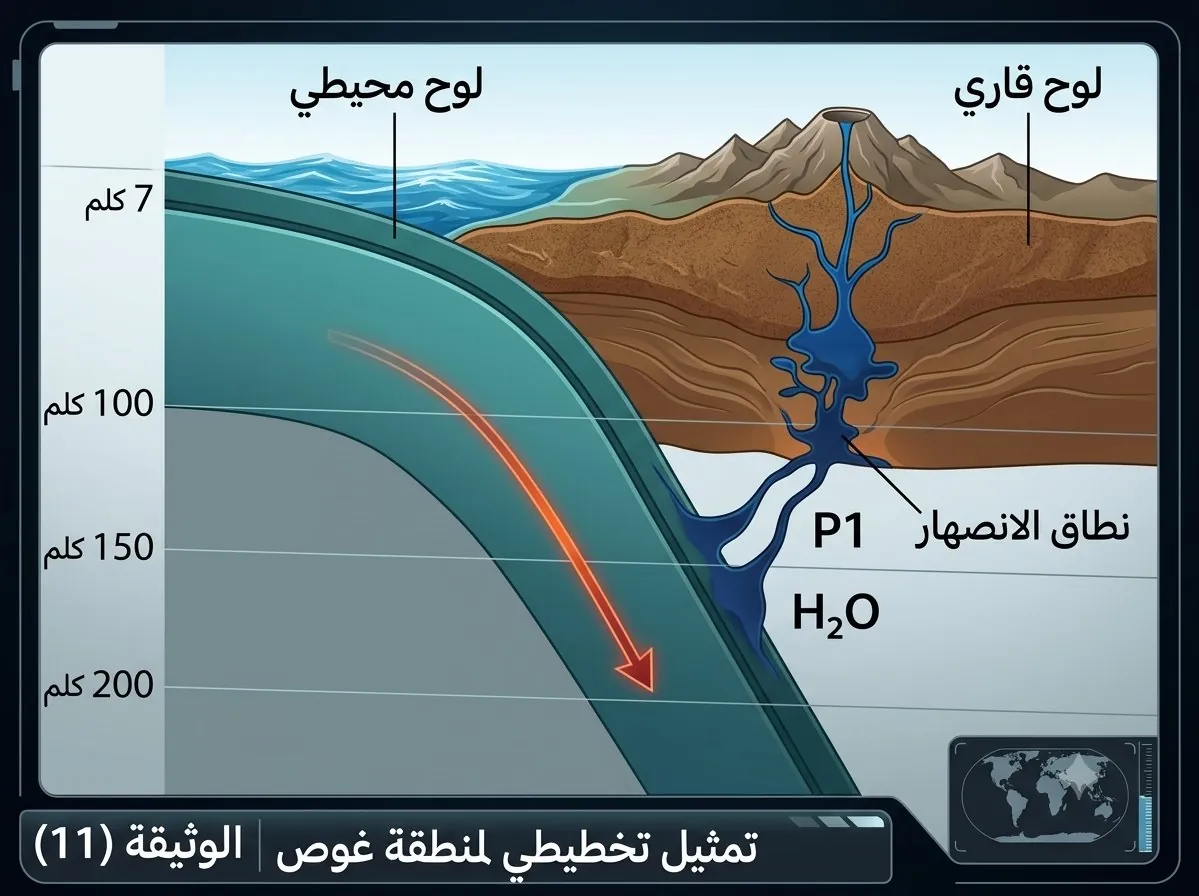 لوح محيطي
لوح قاري
7 كلم
100 كلم
150 كلم
200 كلم
P1
نطاق الانصهار
H₂O
الوثيقة (11)
تمثيل تخطيطي لمنطقة غوص